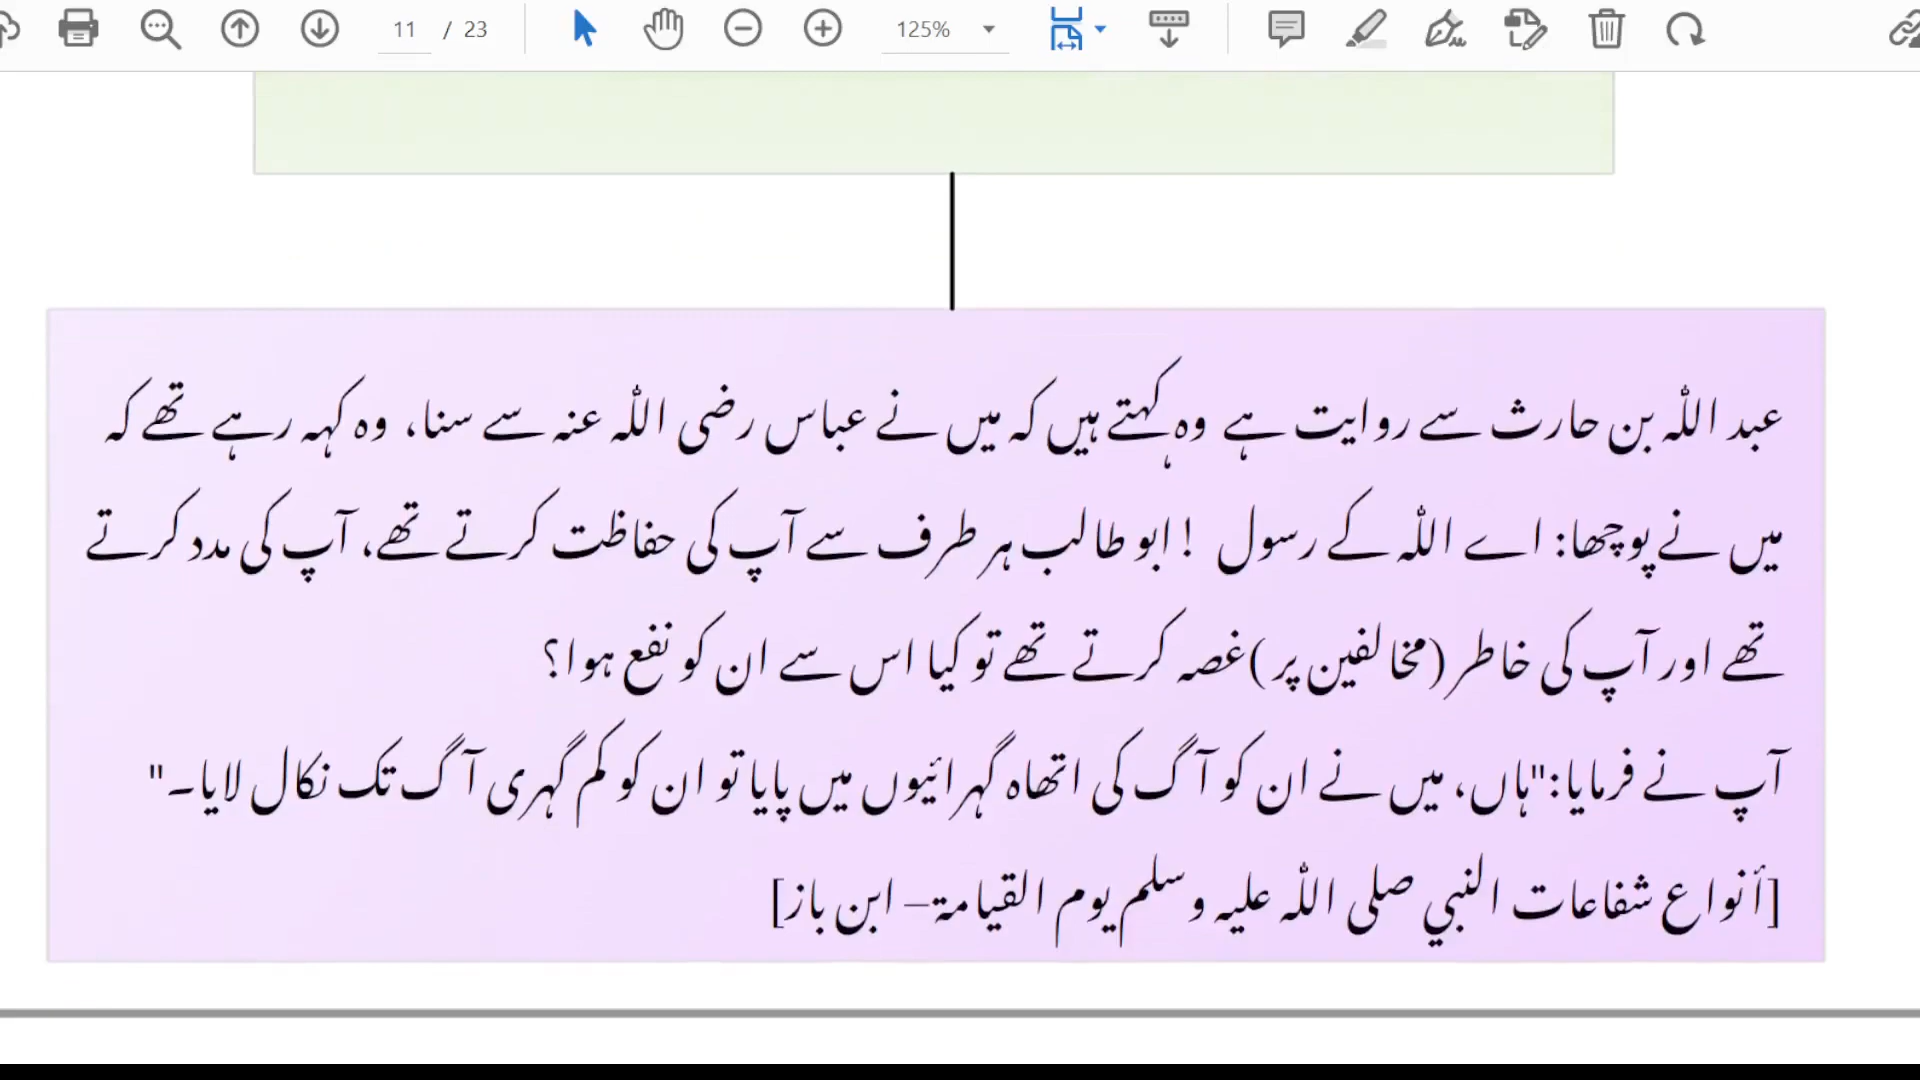 11 / 23 125%
عبد اللہ بن حارث سے روایت ہے وہ کہتے ہیں کہ میں نے عباس رضی اللہ عنہ سے سنا، وہ کہہ رہے تھے کہ
میں نے پوچھا: اے اللہ کے رسول ! ابو طالب ہر طرف سے آپ کی حفاظت کرتے تھے، آپ کی مدد کرتے
تھے اور آپ کی خاطر (مخالفین پر) غصہ کرتے تھے تو کیا اس سے ان کو نفع ہوا؟
آپ نے فرمایا: "ہاں، میں نے ان کو آگ کی اتھاہ گہرائیوں میں پایا تو ان کو کم گہری آگ تک نکال لایا۔"
[أنواع شفاعات النبي صلى الله عليه وسلم يوم القيامة – ابن باز]